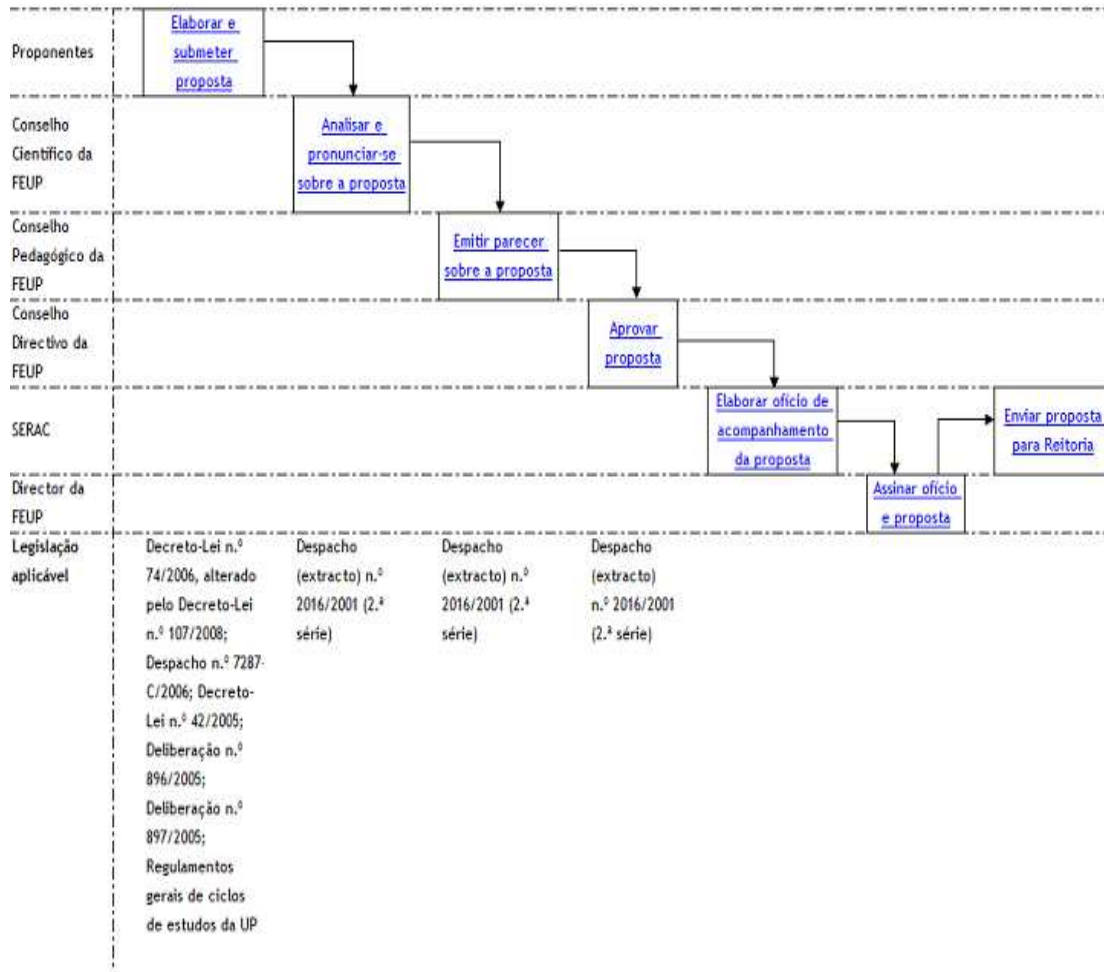 Proponentes
Elaborar e
submeter
proposta
Conselho
Científico da
FEUP
Analisar e
pronunciar-se
sobre a proposta
Conselho
Pedagógico da
FEUP
Emitir parecer
sobre a proposta
Conselho
Directivo da
FEUP
Aprovar
proposta
SERAC
Elaborar ofício de
acompanhamento
da proposta
Enviar proposta
para Reitoria
Director da
FEUP
Assinar ofício
e proposta
Legislação
aplicável
Decreto-Lei n.º
74/2006, alterado
pelo Decreto-Lei
n.º 107/2008;
Despacho n.º 7287-
C/2006; Decreto-
Lei n.º 42/2005;
Deliberação n.º
896/2005;
Deliberação n.º
897/2005;
Regulamentos
gerais de ciclos
de estudos da UP
Despacho
(extracto) n.º
2016/2001 (2.ª
série)
Despacho
(extracto) n.º
2016/2001 (2.ª
série)
Despacho
(extracto)
n.º 2016/2001
(2.ª série)